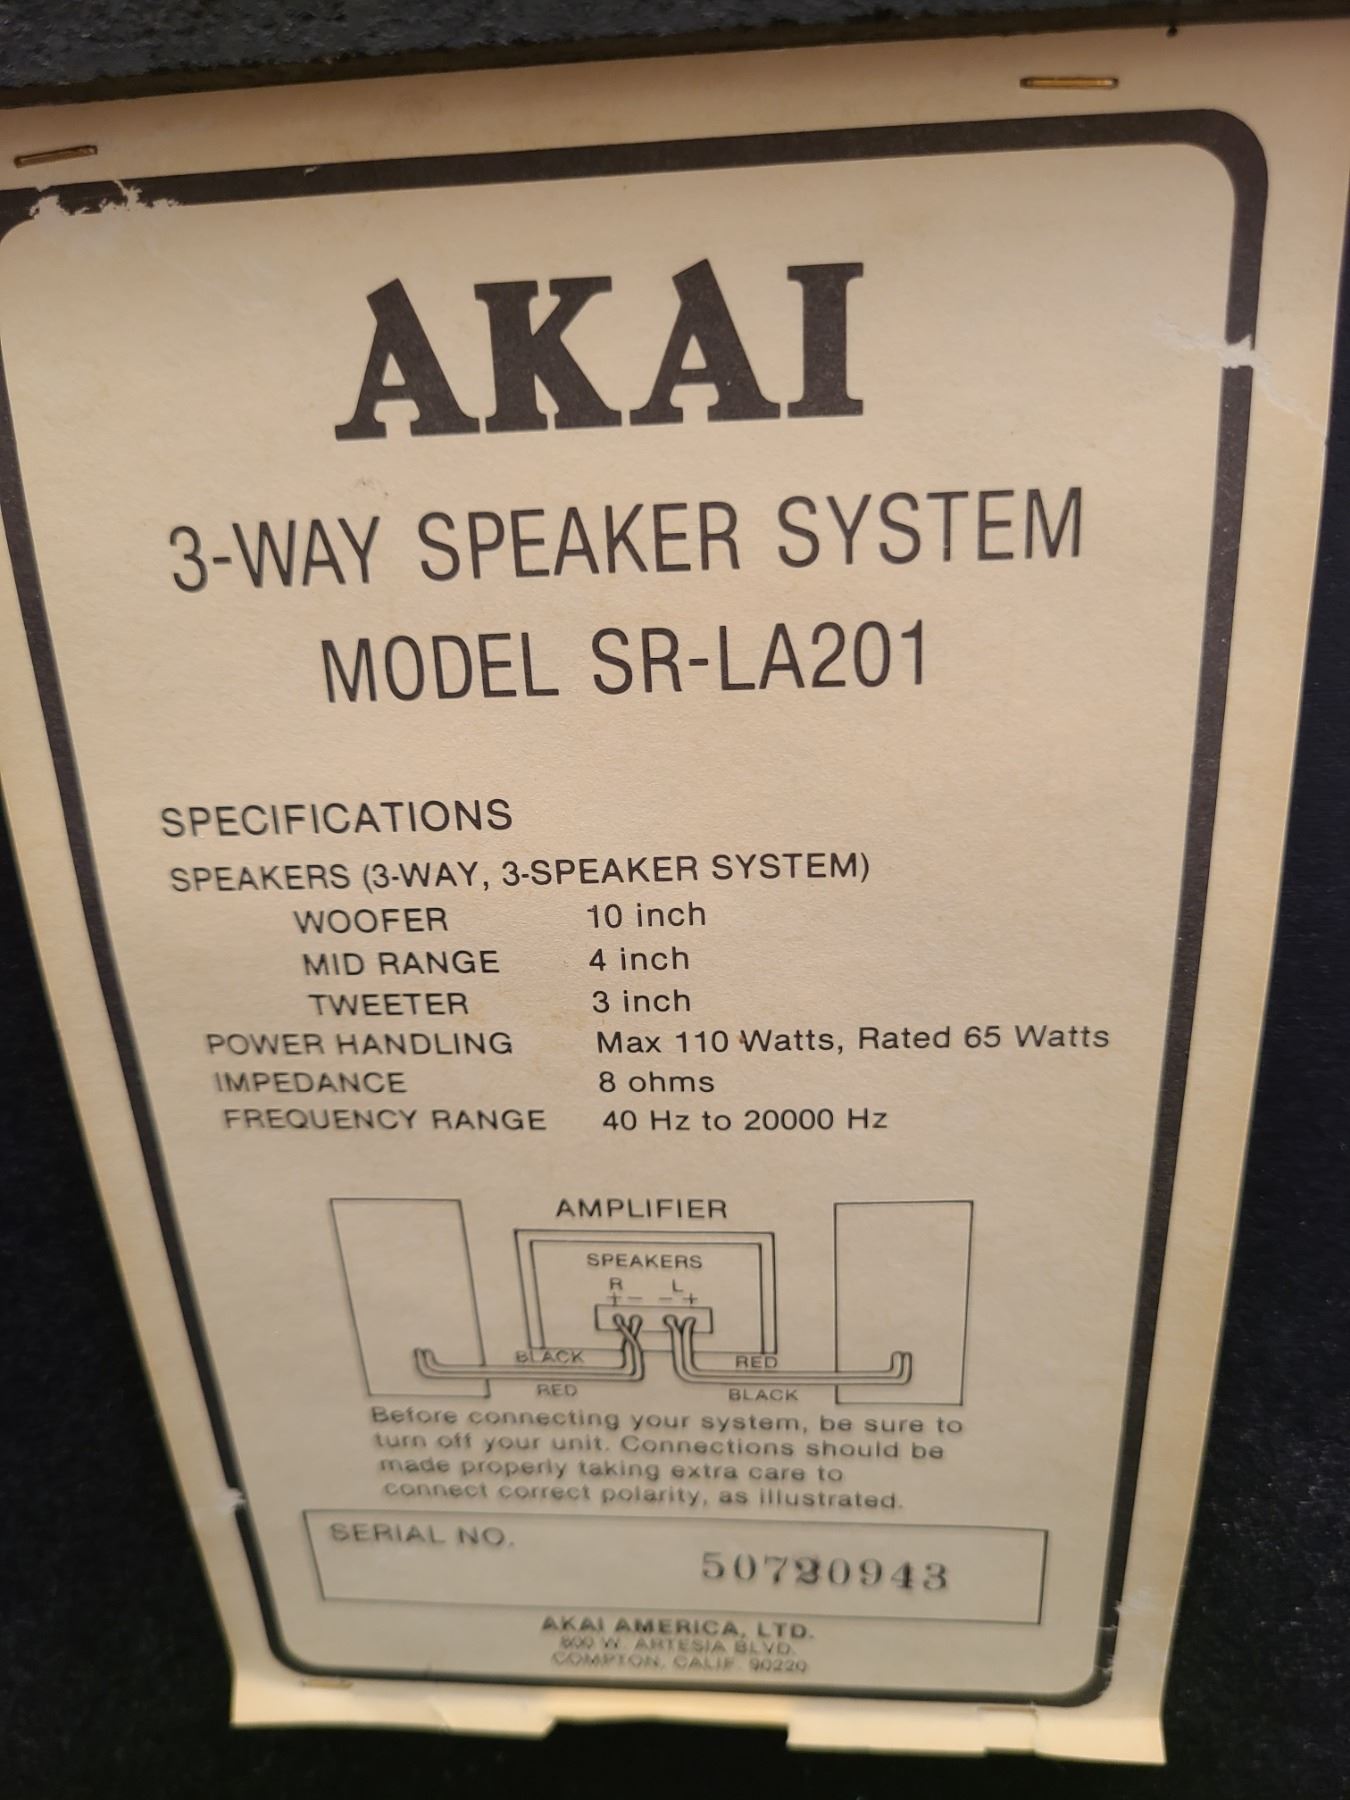 AKAI
3-WAY SPEAKER SYSTEM
MODEL SR-LA201
SPECIFICATIONS
SPEAKERS (3-WAY, 3-SPEAKER SYSTEM)
WOOFER 10 inch
MID RANGE 4 inch
TWEETER 3 inch
POWER HANDLING Max 110 Watts, Rated 65 Watts
IMPEDANCE 8 ohms
FREQUENCY RANGE 40 Hz to 20000 Hz
AMPLIFIER
SPEAKERS
R L
+ − − +
BLACK RED
RED BLACK
Before connecting your system, be sure to
turn off your unit. Connections should be
made properly taking extra care to
connect correct polarity, as illustrated.
SERIAL NO.
AKAI AMERICA, LTD.
800 W. ARTESIA BLVD.
COMPTON, CALIF. 90220